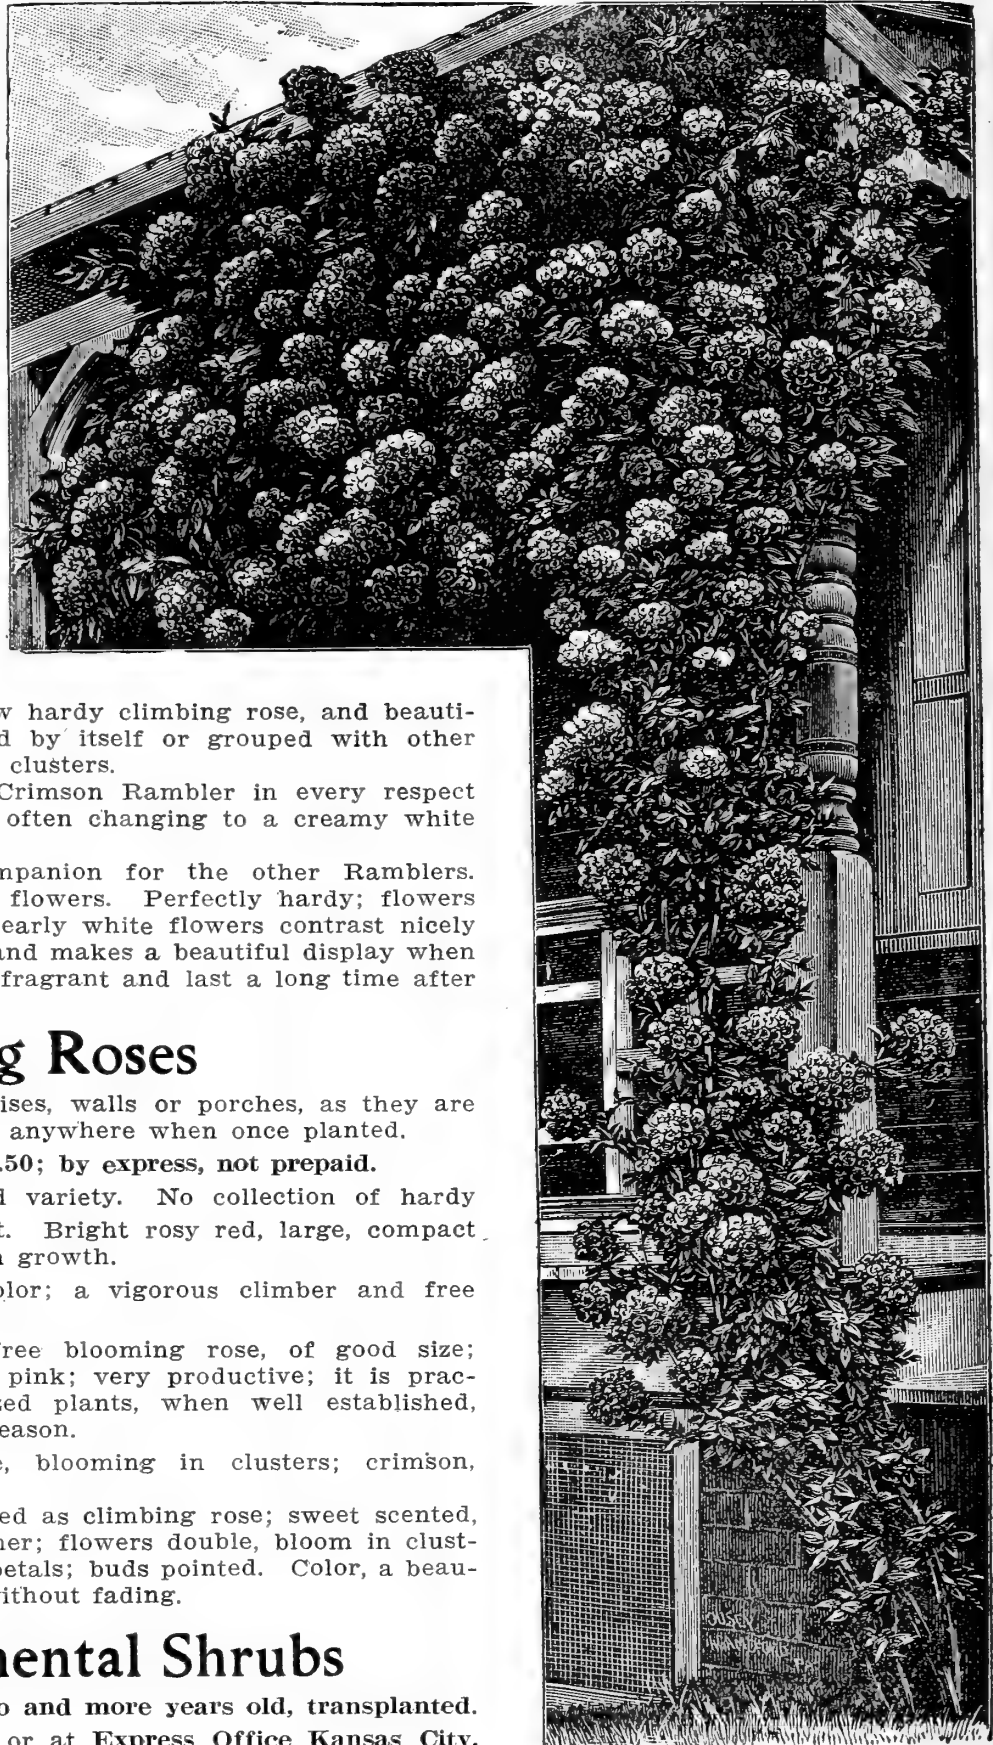 hardy climbing rose, and beauti-
by itself or grouped with other
clusters.
Crimson Rambler in every respect
often changing to a creamy white
mpanion for the other Ramblers.
flowers. Perfectly hardy; flowers
early white flowers contrast nicely
and makes a beautiful display when
fragrant and last a long time after
g Roses
ises, walls or porches, as they are
anywhere when once planted.
.50; by express, not prepaid.
variety. No collection of hardy
t. Bright rosy red, large, compact
growth.
olor; a vigorous climber and free
free blooming rose, of good size;
pink; very productive; it is prac-
ed plants, when well established,
eason.
e, blooming in clusters; crimson,
ed as climbing rose; sweet scented,
ner; flowers double, bloom in clust-
petals; buds pointed. Color, a beau-
without fading.
nental Shrubs
o and more years old, transplanted.
or at Express Office Kansas City.